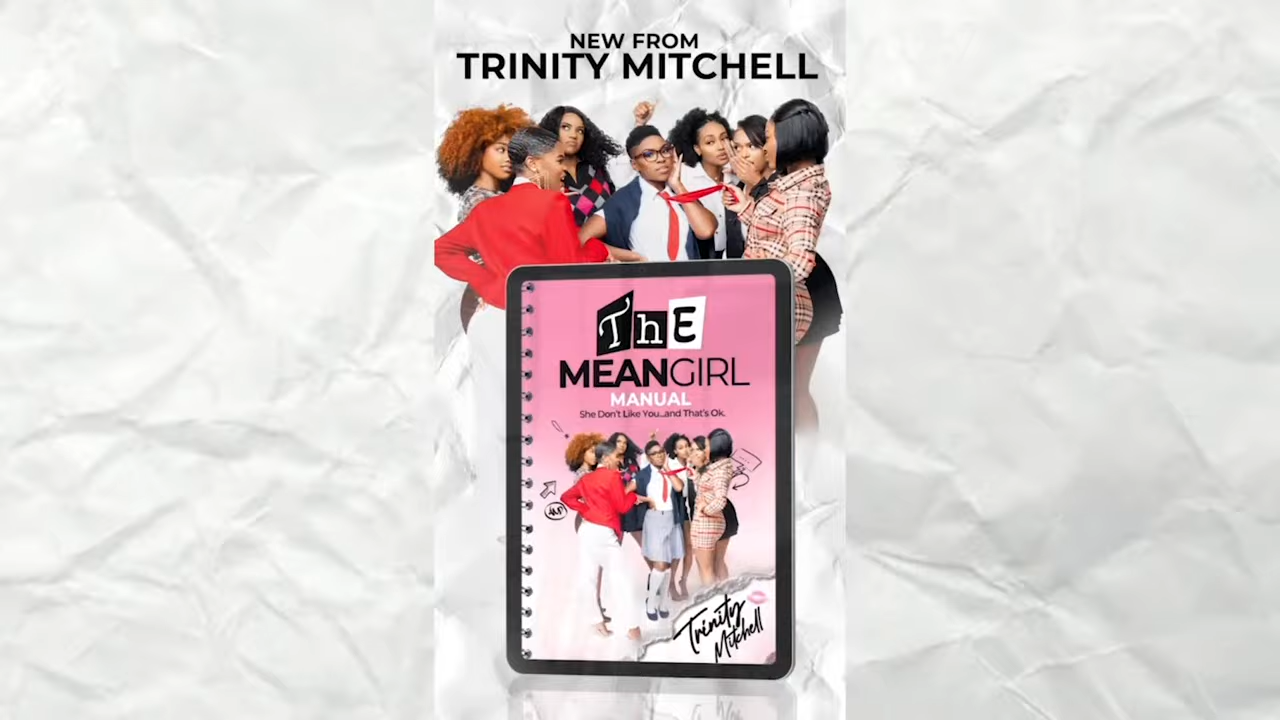 NEW FROM
TRINITY MITCHELL
ThE
MEANGIRL
MANUAL
She Don't Like You...and That's Ok.
Trinity
Mitchell